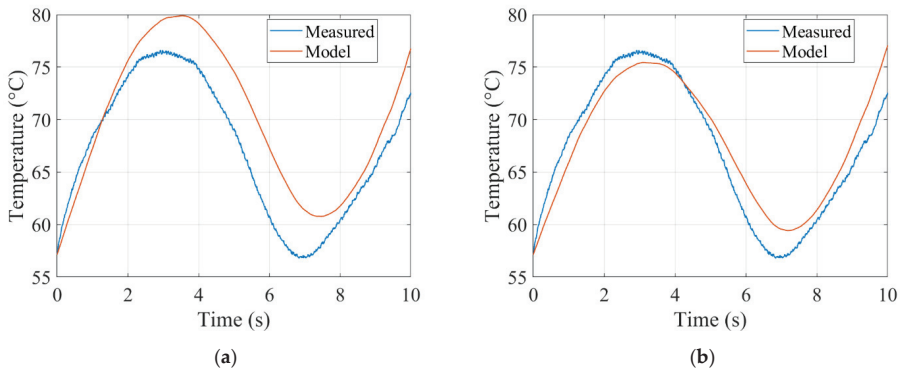 80
75
70
65
60
55
Temperature (°C)
0 2 4 6 8 10
Time (s)
Measured
Model
(a)
80
75
70
65
60
55
Temperature (°C)
0 2 4 6 8 10
Time (s)
Measured
Model
(b)